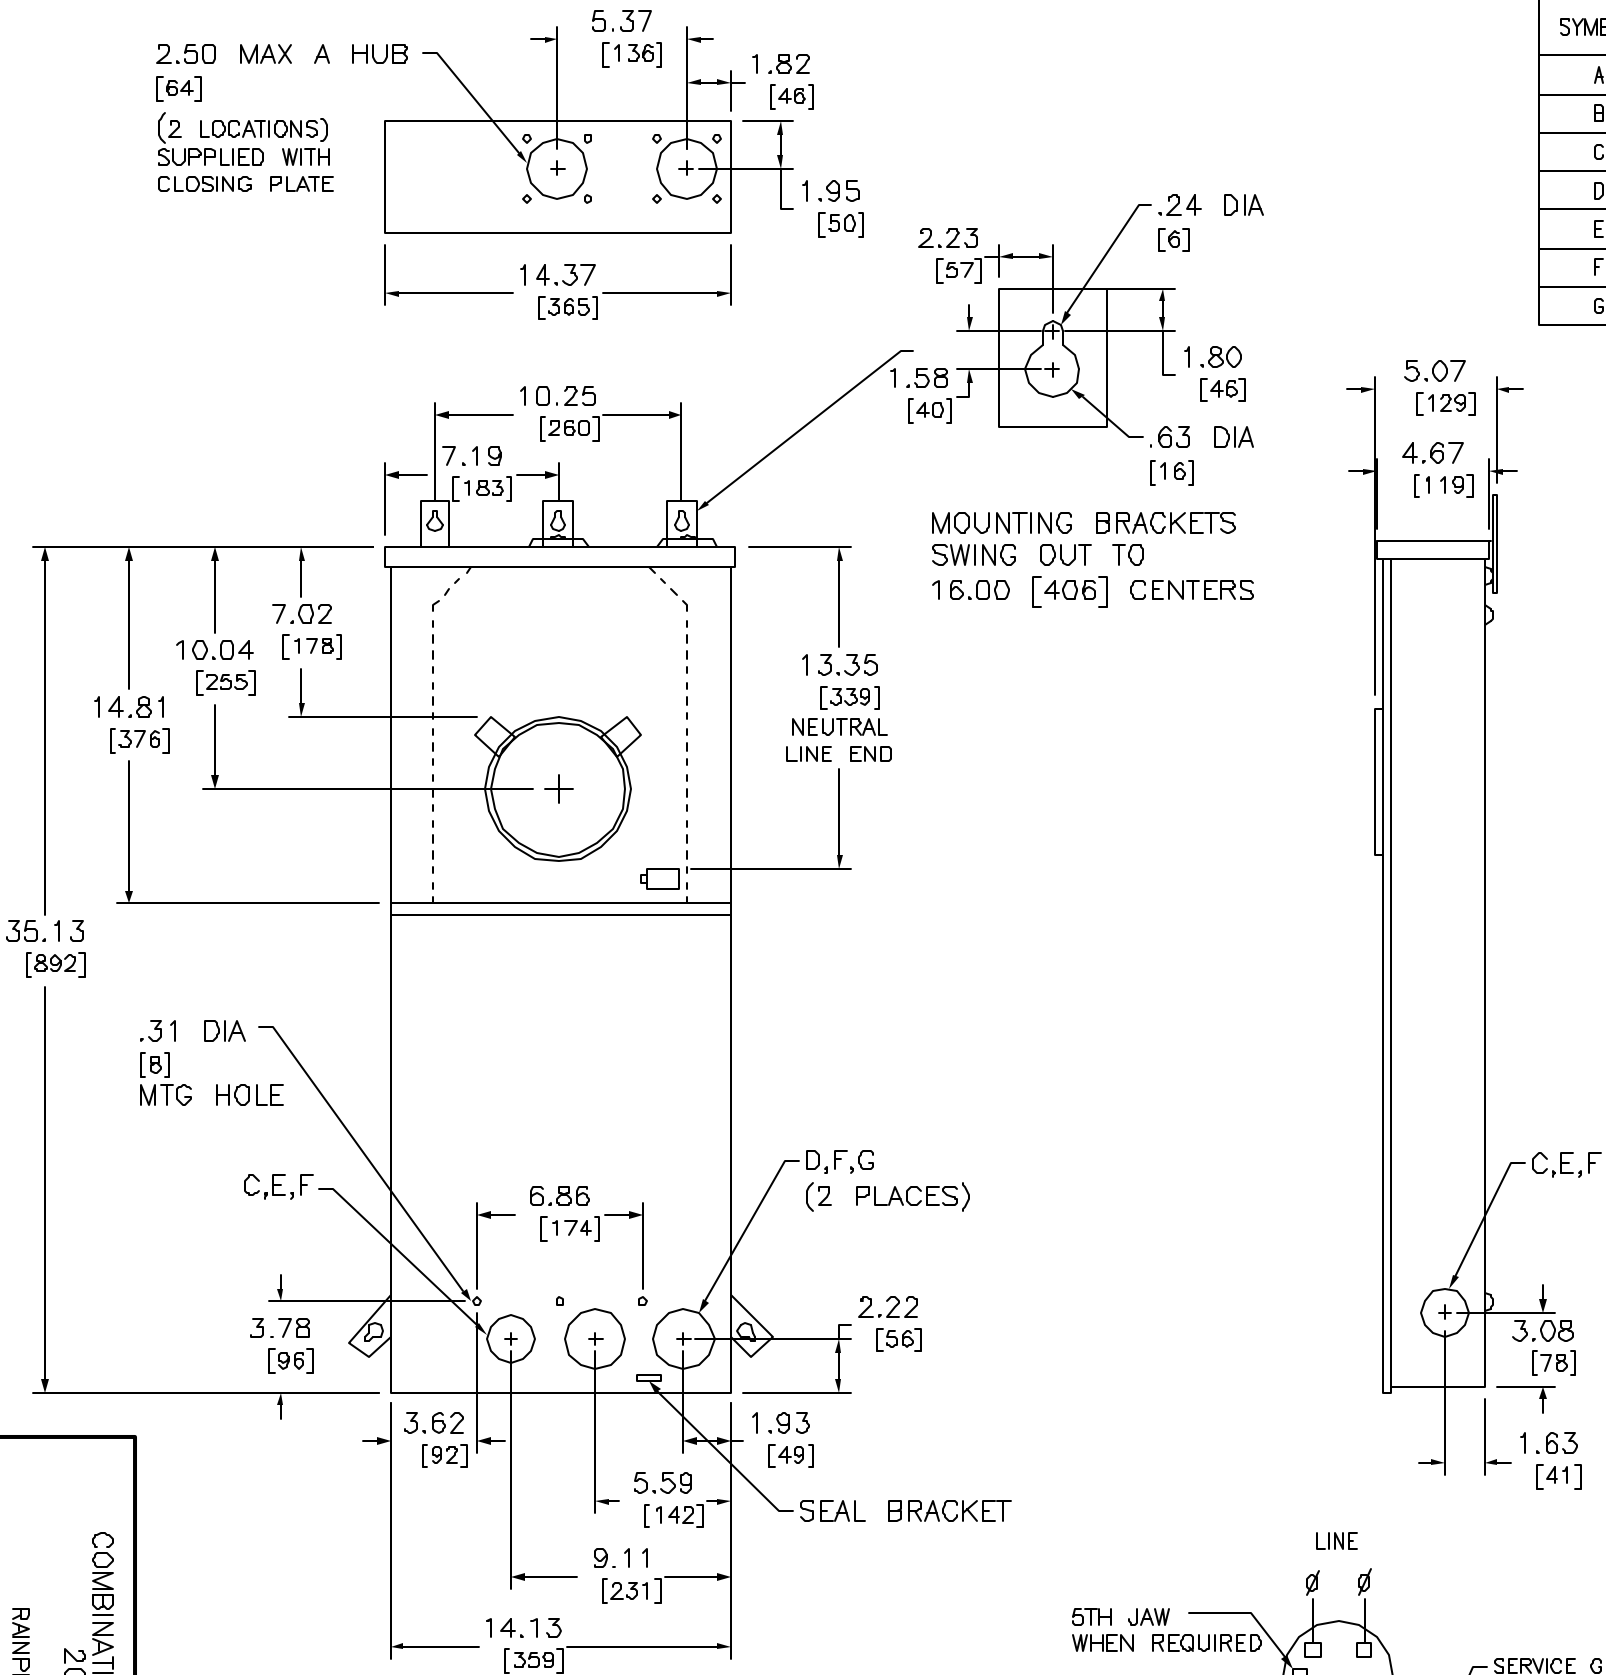 5.37
[136]
2.50 MAX A HUB
[64]
(2 LOCATIONS)
SUPPLIED WITH
CLOSING PLATE
1.82
[46]
1.95
[50]
14.37
[365]
A
B
C
D
E
F
G
.24 DIA
[6]
2.23
[57]
1.58
[40]
1.80
[46]
.63 DIA
[16]
MOUNTING BRACKETS
SWING OUT TO
16.00 [406] CENTERS
5.07
[129]
4.67
[119]
10.25
[260]
7.19
[183]
7.02
[178]
10.04
[255]
14.81
[376]
35.13
[892]
13.35
[339]
NEUTRAL
LINE END
.31 DIA
[8]
MTG HOLE
C,E,F
6.86
[174]
D,F,G
(2 PLACES)
C,E,F
3.78
[96]
2.22
[56]
3.08
[78]
3.62
[92]
1.93
[49]
1.63
[41]
5.59
[142]
SEAL BRACKET
9.11
[231]
14.13
[359]
LINE
Ø Ø
5TH JAW
WHEN REQUIRED
SERVICE G